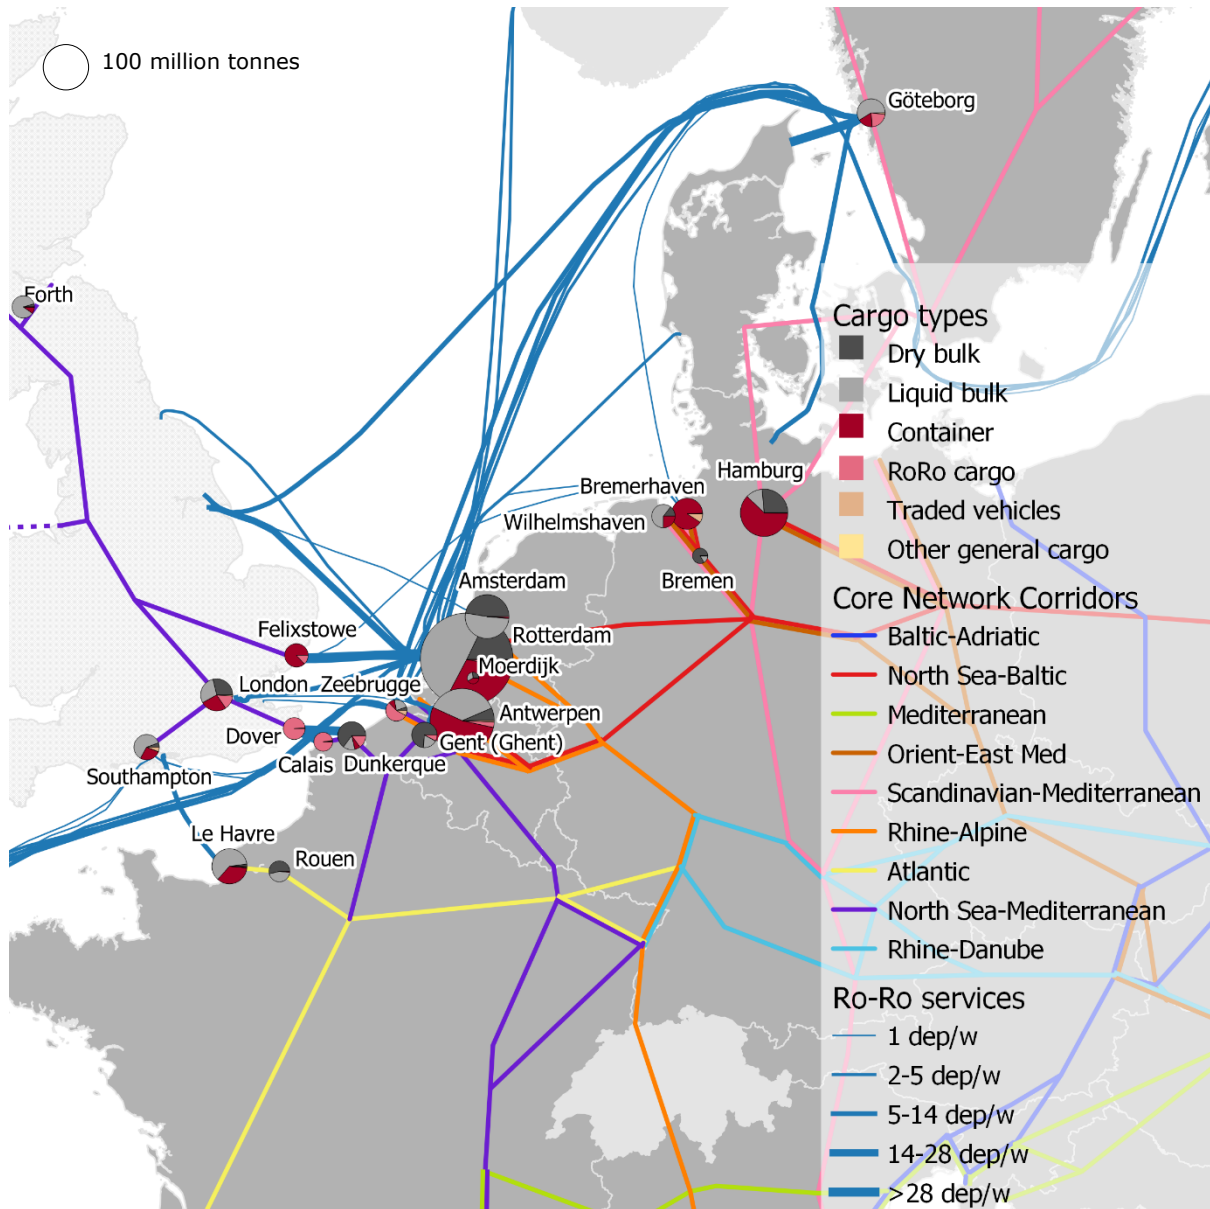 100 million tonnes
Göteborg
Forth
Cargo types
Dry bulk
Liquid bulk
Container
RoRo cargo
Traded vehicles
Other general cargo
Hamburg
Bremerhaven
Wilhelmshaven
Bremen
Amsterdam
Felixstowe
Rotterdam
Moerdijk
London
Zeebrugge
Antwerpen
Dover
Gent (Ghent)
Calais
Dunkerque
Southampton
Le Havre
Rouen
Core Network Corridors
Baltic-Adriatic
North Sea-Baltic
Mediterranean
Orient-East Med
Scandinavian-Mediterranean
Rhine-Alpine
Atlantic
North Sea-Mediterranean
Rhine-Danube
Ro-Ro services
1 dep/w
2-5 dep/w
5-14 dep/w
14-28 dep/w
>28 dep/w